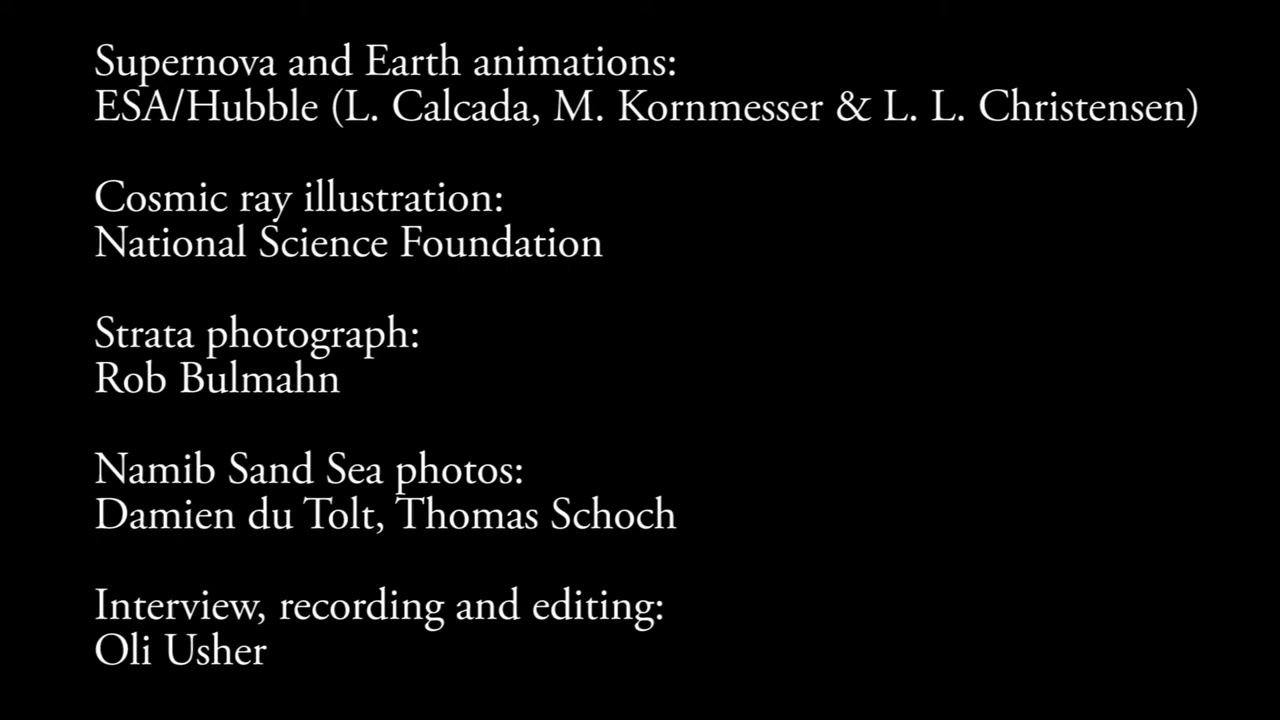 Supernova and Earth animations:
ESA/Hubble (L. Calcada, M. Kornmesser & L. L. Christensen)
Cosmic ray illustration:
National Science Foundation
Strata photograph:
Rob Bulmahn
Namib Sand Sea photos:
Damien du Tolt, Thomas Schoch
Interview, recording and editing:
Oli Usher